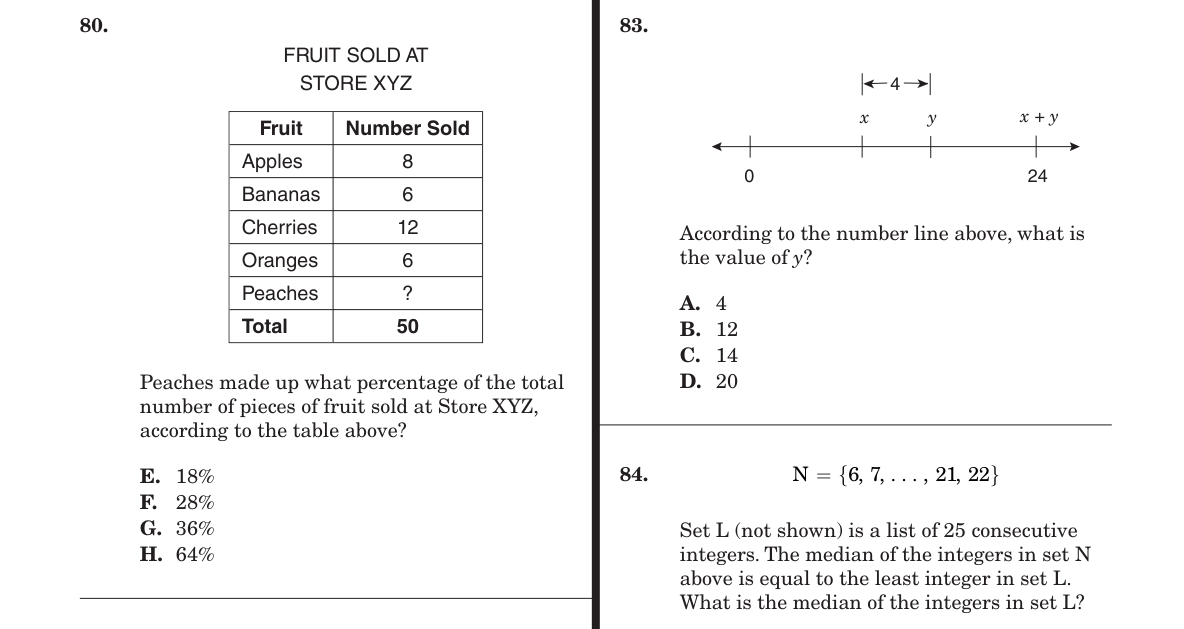 80.
FRUIT SOLD AT
STORE XYZ
Fruit Number Sold
Apples 8
Bananas 6
Cherries 12
Oranges 6
Peaches ?
Total 50
Peaches made up what percentage of the total
number of pieces of fruit sold at Store XYZ,
according to the table above?
E. 18%
F. 28%
G. 36%
H. 64%
83.
4
x y x + y
0 24
According to the number line above, what is
the value of y?
A. 4
B. 12
C. 14
D. 20
84. N = {6, 7, . . . , 21, 22}
Set L (not shown) is a list of 25 consecutive
integers. The median of the integers in set N
above is equal to the least integer in set L.
What is the median of the integers in set L?